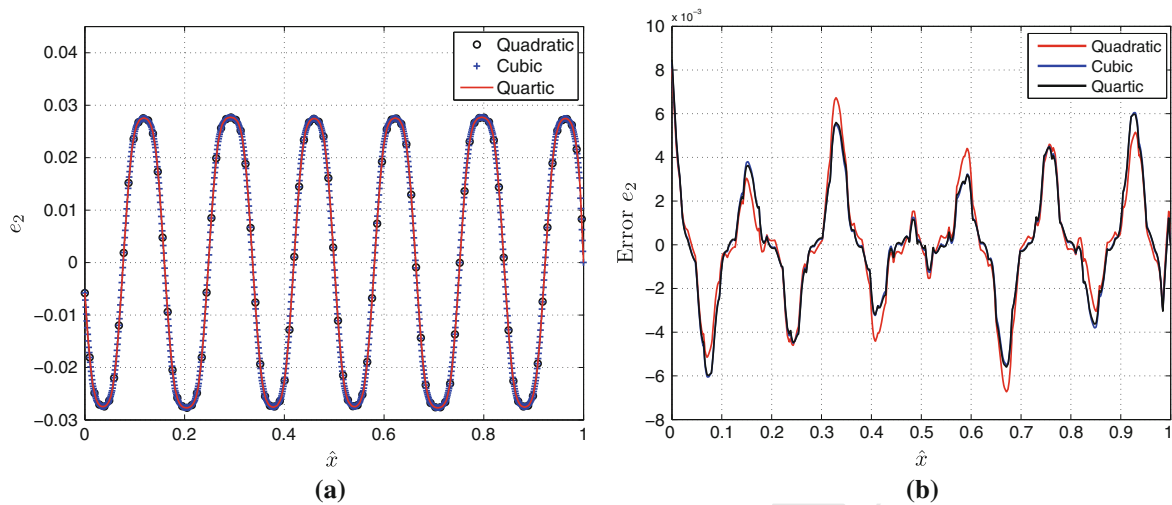 0.04
0.03
0.02
0.01
0
−0.01
−0.02
−0.03
e₂
0
0.2
0.4
0.6
0.8
1
x̂
Quadratic
Cubic
Quartic
(a)
x 10⁻³
10
8
6
4
2
0
−2
−4
−6
−8
Error e₂
0
0.1
0.2
0.3
0.4
0.5
0.6
0.7
0.8
0.9
1
x̂
Quadratic
Cubic
Quartic
(b)